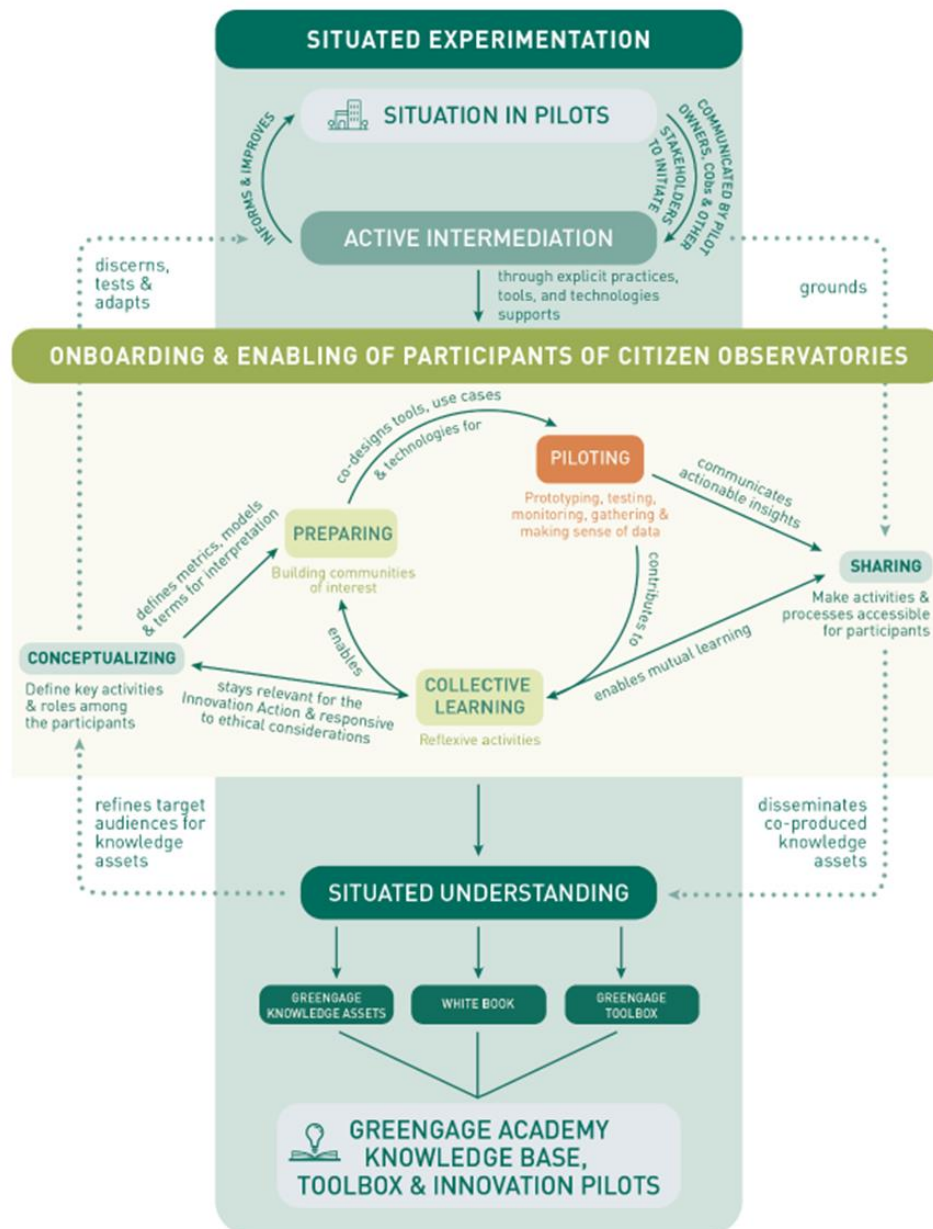 SITUATED EXPERIMENTATION
SITUATION IN PILOTS
INFORMS & IMPROVES
COMMUNICATED BY PILOT
OWNERS, COBs & OTHER
STAKEHOLDERS
TO INITIATE
ACTIVE INTERMEDIATION
discerns,
tests &
adapts
through explicit practices,
tools, and technologies
supports
grounds
ONBOARDING & ENABLING OF PARTICIPANTS OF CITIZEN OBSERVATORIES
co-designs tools, use cases
& technologies for
PILOTING
Prototyping, testing,
monitoring, gathering &
making sense of data
communicates
actionable insights
defines metrics, models
& terms for interpretation
PREPARING
Building communities
of interest
contributes to
SHARING
Make activities &
processes accessible
for participants
enables
enables mutual learning
CONCEPTUALIZING
Define key activities
& roles among
the participants
stays relevant for the
Innovation Action & responsive
to ethical considerations
COLLECTIVE
LEARNING
Reflexive activities
refines target
audiences for
knowledge
assets
disseminates
co-produced
knowledge
assets
SITUATED UNDERSTANDING
GREENGAGE
KNOWLEDGE ASSETS
WHITE BOOK
GREENGAGE
TOOLBOX
GREENGAGE ACADEMY
KNOWLEDGE BASE,
TOOLBOX & INNOVATION PILOTS